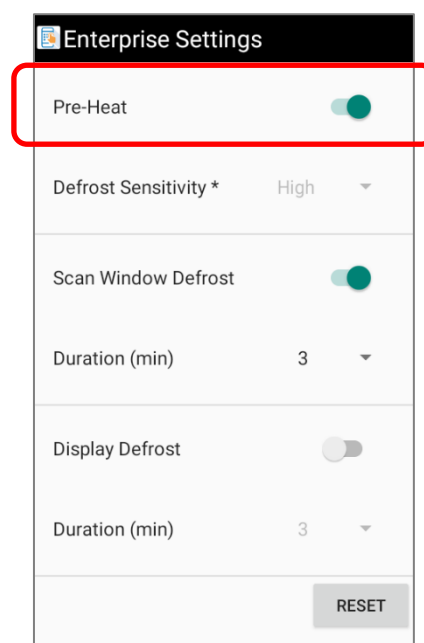 Enterprise Settings
Pre-Heat
Defrost Sensitivity * High
Scan Window Defrost
Duration (min) 3
Display Defrost
Duration (min) 3
RESET